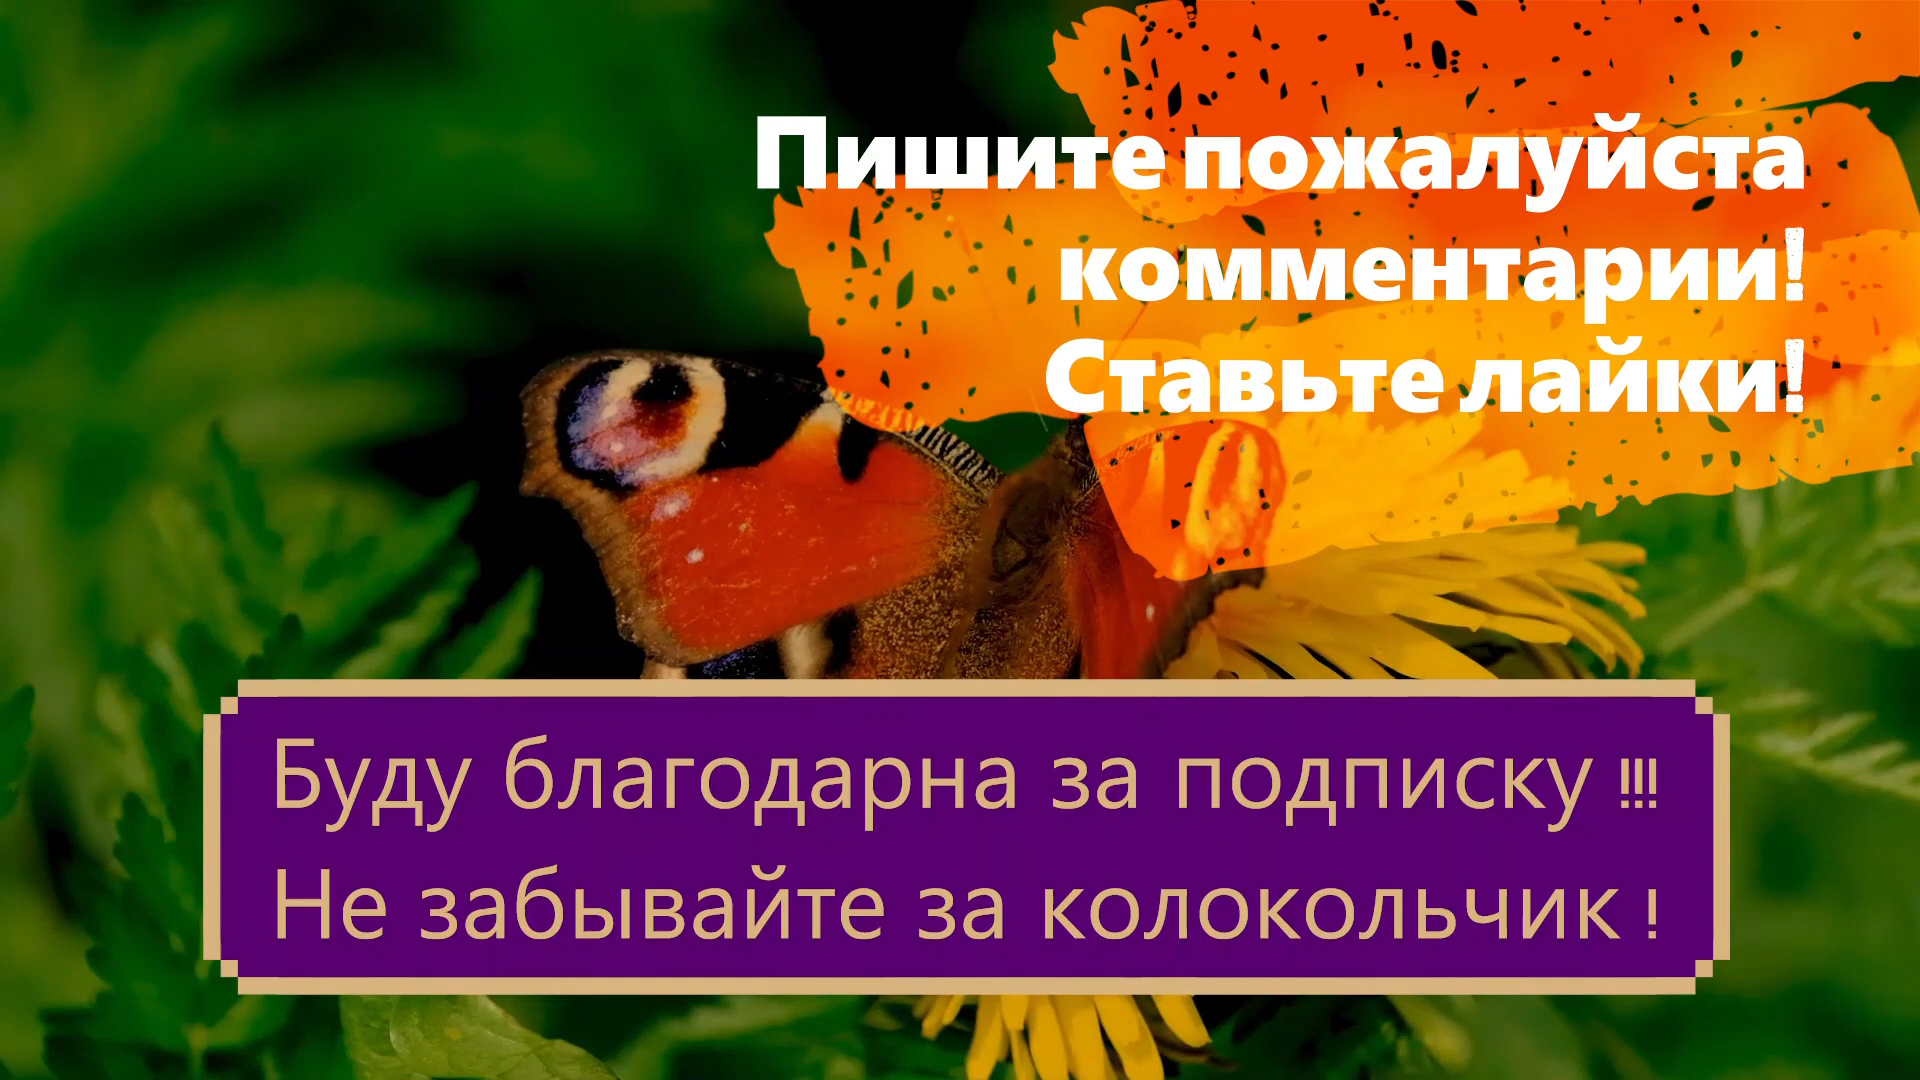 Пишите пожалуйста
комментарии!
Ставьте лайки!
Буду благодарна за подписку !!!
Не забывайте за колокольчик !